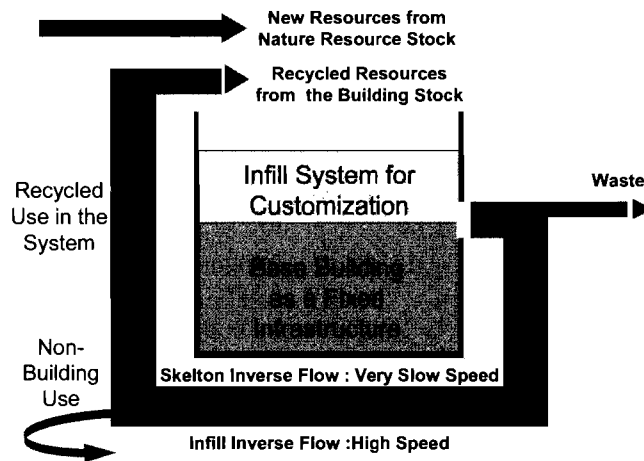 New Resources from
Nature Resource Stock
Recycled Resources
from the Building Stock
Infill System for
Customization
Waste
Recycled
Use in the
System
Base Building
as a Fixed
Infrastructure
Non-
Building
Use
Skelton Inverse Flow : Very Slow Speed
Infill Inverse Flow :High Speed